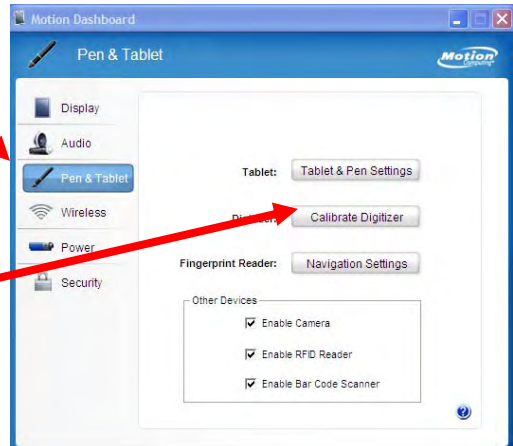 Motion Dashboard
Pen & Tablet
Motion
Computing
Display
Audio
Pen & Tablet
Wireless
Power
Security
Tablet: Tablet & Pen Settings
Calibrate Digitizer
Fingerprint Reader: Navigation Settings
Other Devices
Enable Camera
Enable RFID Reader
Enable Bar Code Scanner